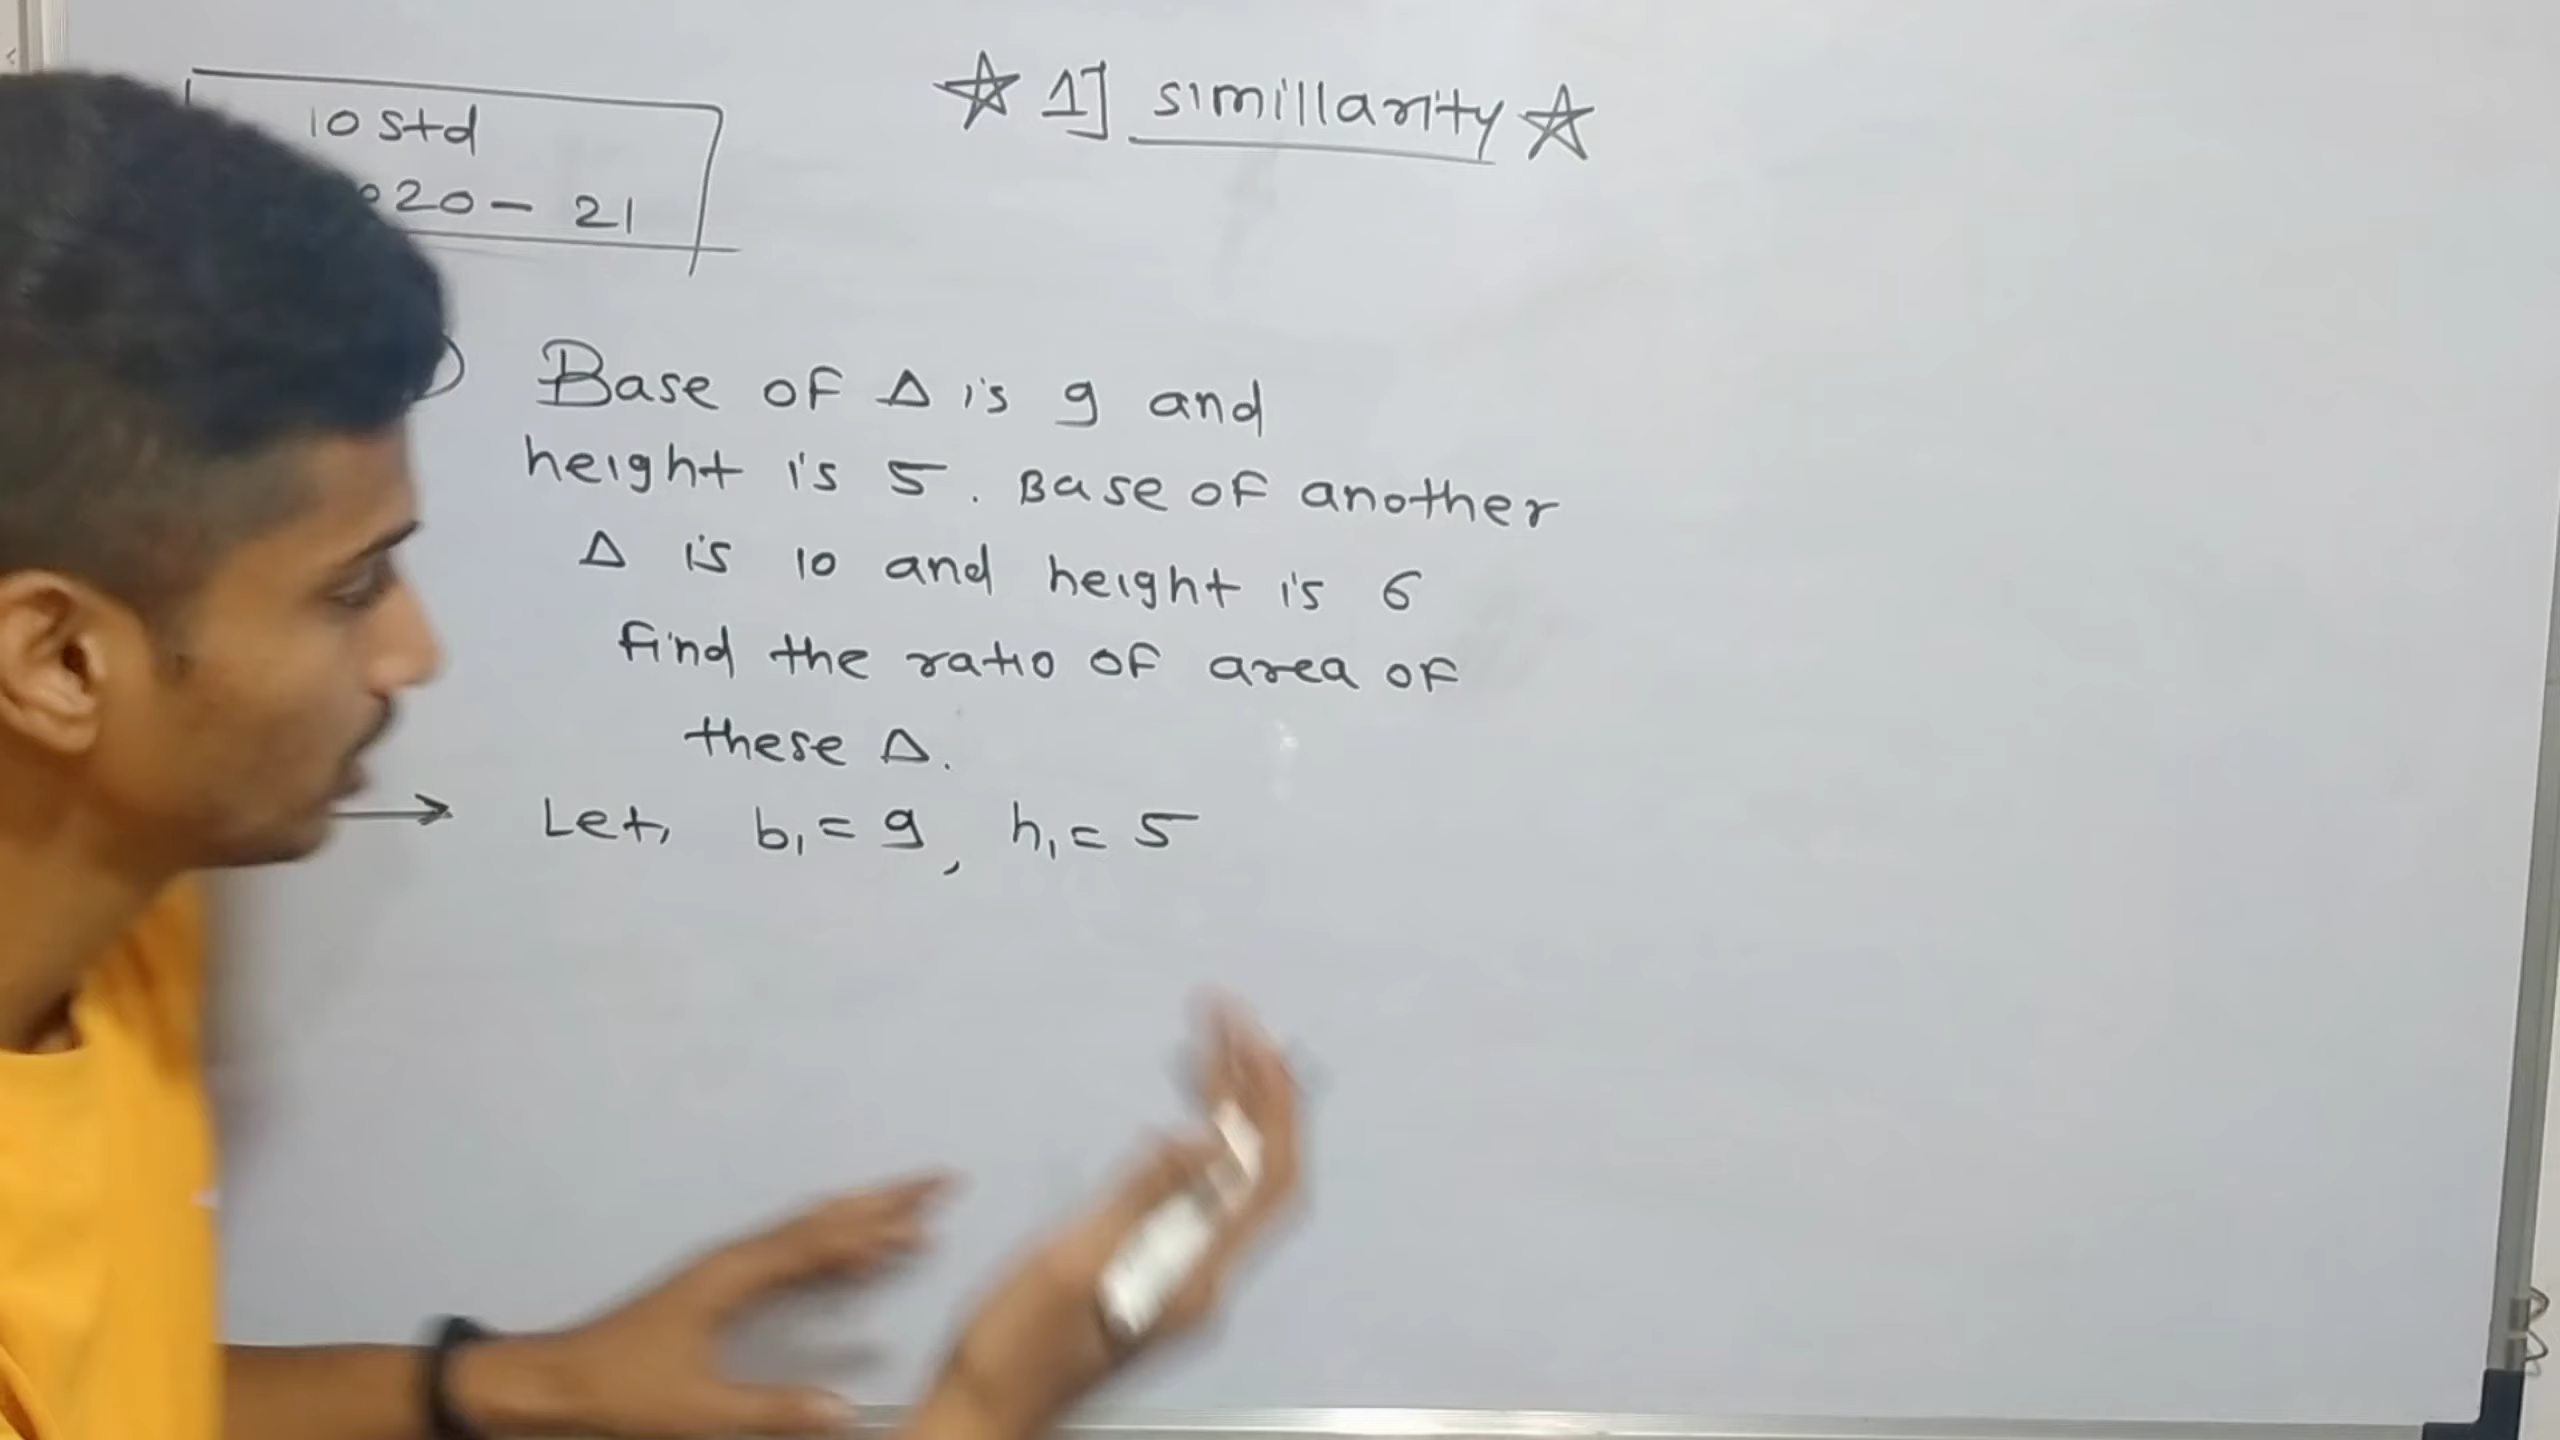 10 std
020 - 21
☆ 1] simillarity ☆
Base of Δ is 9 and
height is 5. Base of another
Δ is 10 and height is 6
find the ratio of area of
these Δ.
→ Let, b₁ = 9, h₁ = 5